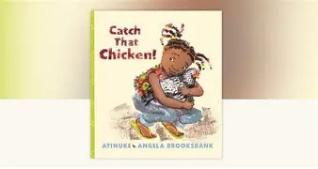 Catch
That
Chicken!
ATINUKE ANGELA BROOKSBANK